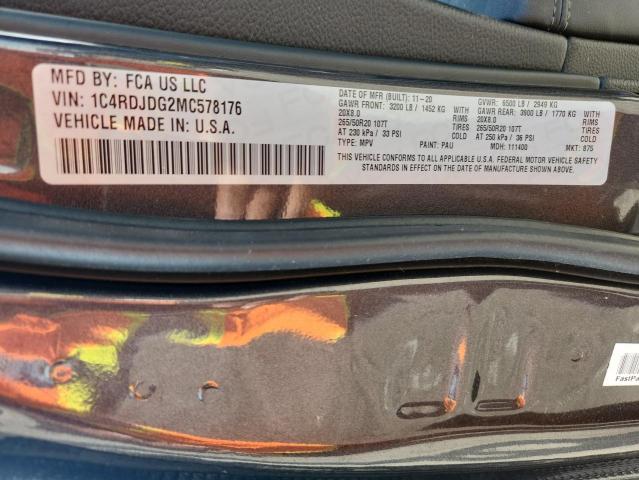 MFD BY: FCA US LLC
VIN: 1C4RDJDG2MC578176
VEHICLE MADE IN: U.S.A.
DATE OF MFR (BUILT): 11-20 GVWR: 6500 LB / 2949 KG
GAWR FRONT: 3200 LB / 1452 KG WITH GAWR REAR: 3900 LB / 1770 KG WITH
20X8.0 RIMS 20X8.0 RIMS
265/50R20 107T TIRES 265/50R20 107T TIRES
AT 230 kPa / 33 PSI COLD AT 250 kPa / 36 PSI COLD
TYPE: MPV PAINT: PAU MDH: 111400 MKT: 875
THIS VEHICLE CONFORMS TO ALL APPLICABLE U.S.A. FEDERAL MOTOR VEHICLE SAFETY
STANDARDS IN EFFECT ON THE DATE OF MANUFACTURE SHOWN ABOVE.